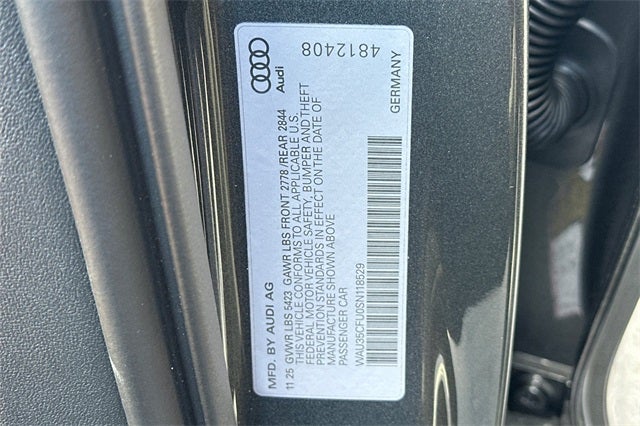 MFD. BY AUDI AG
11 25 GVWR LBS 5423 GAWR LBS FRONT 2778/REAR 2844
THIS VEHICLE CONFORMS TO ALL APPLICABLE U.S.
FEDERAL MOTOR VEHICLE SAFETY, BUMPER AND THEFT
PREVENTION STANDARDS IN EFFECT ON THE DATE OF
MANUFACTURE SHOWN ABOVE
PASSENGER CAR
WAU35CFU0SN118529
Audi
GERMANY
4812408